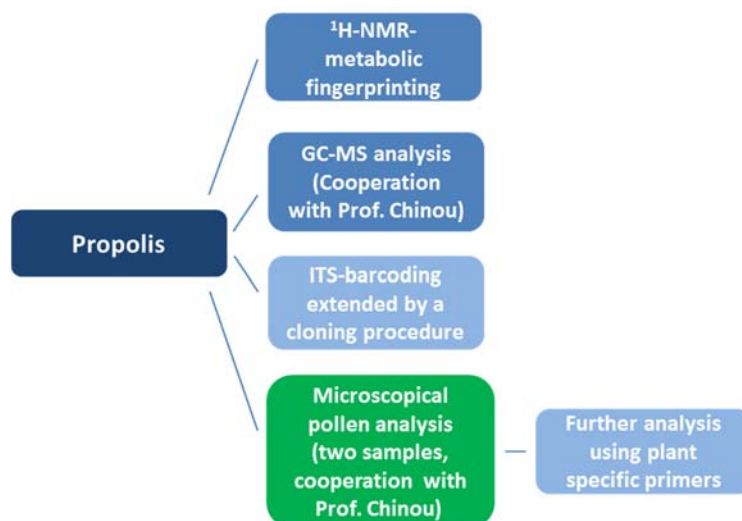 ¹H-NMR-
metabolic
fingerprinting
GC-MS analysis
(Cooperation
with Prof. Chinou)
Propolis
ITS-barcoding
extended by a
cloning procedure
Microscopical
pollen analysis
(two samples,
cooperation with
Prof. Chinou)
Further analysis
using plant
specific primers